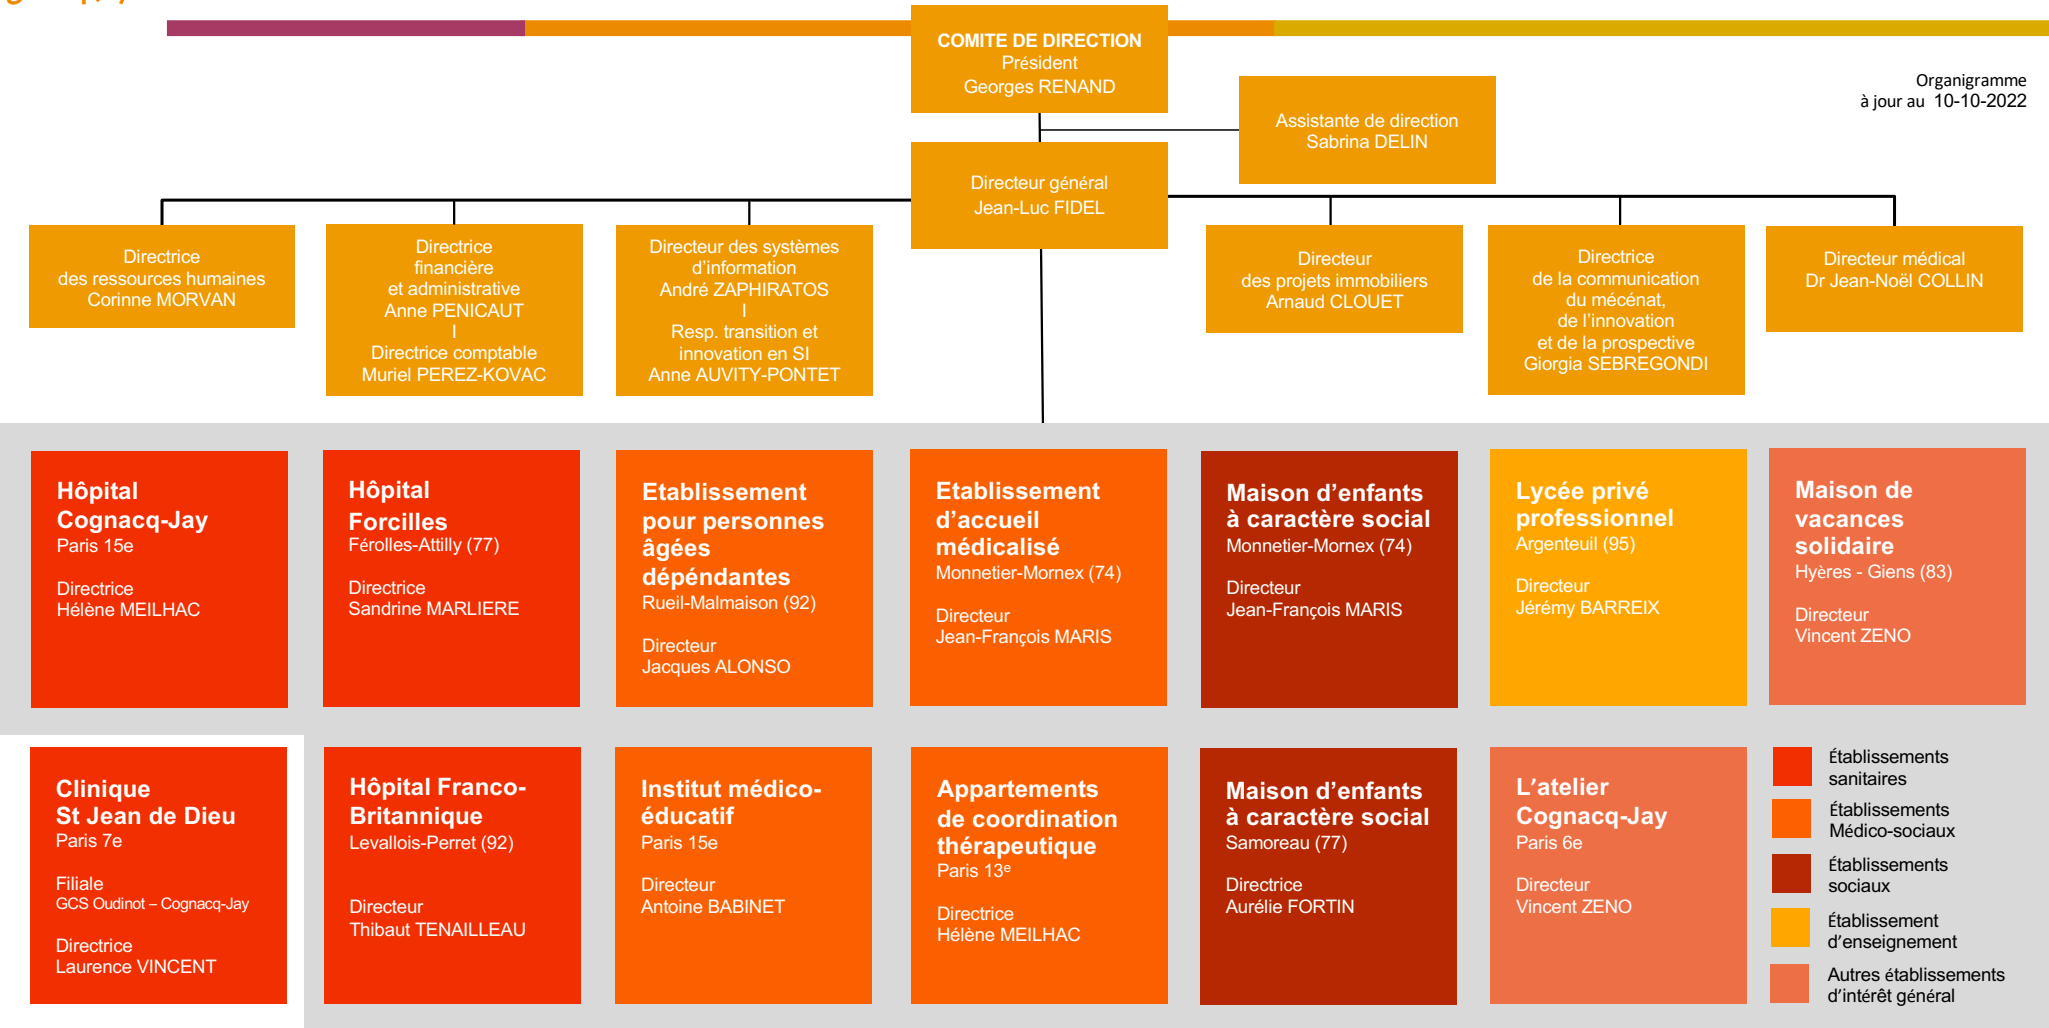 COMITE DE DIRECTION
Président
Georges RENAND
Organigramme
à jour au 10-10-2022
Assistante de direction
Sabrina DELIN
Directeur général
Jean-Luc FIDEL
Directrice
des ressources humaines
Corinne MORVAN
Directrice
financière
et administrative
Anne PENICAUT
I
Directrice comptable
Muriel PEREZ-KOVAC
Directeur des systèmes
d'information
André ZAPHIRATOS
I
Resp. transition et
innovation en SI
Anne AUVITY-PONTET
Directeur
des projets immobiliers
Arnaud CLOUET
Directrice
de la communication
du mécénat,
de l'innovation
et de la prospective
Giorgia SEBREGONDI
Directeur médical
Dr Jean-Noël COLLIN
Hôpital
Cognacq-Jay
Paris 15e
Directrice
Hélène MEILHAC
Hôpital
Forcilles
Férolles-Attilly (77)
Directrice
Sandrine MARLIERE
Etablissement
pour personnes
âgées
dépéndantes
Rueil-Malmaison (92)
Directeur
Jacques ALONSO
Etablissement
d'accueil
médicalisé
Monnetier-Mornex (74)
Directeur
Jean-François MARIS
Maison d'enfants
à caractère social
Monnetier-Mornex (74)
Directeur
Jean-François MARIS
Lycée privé
professionnel
Argenteuil (95)
Directeur
Jérémy BARREIX
Maison de
vacances
solidaire
Hyères - Giens (83)
Directeur
Vincent ZENO
Clinique
St Jean de Dieu
Paris 7e
Filiale
GCS Oudinot – Cognacq-Jay
Directrice
Laurence VINCENT
Hôpital Franco-
Britannique
Levallois-Perret (92)
Directeur
Thibaut TENAILLEAU
Institut médico-
éducatif
Paris 15e
Directeur
Antoine BABINET
Appartements
de coordination
thérapeutique
Paris 13ᵉ
Directrice
Hélène MEILHAC
Maison d'enfants
à caractère social
Samoreau (77)
Directrice
Aurélie FORTIN
L'atelier
Cognacq-Jay
Paris 6e
Directeur
Vincent ZENO
Établissements
sanitaires
Établissements
Médico-sociaux
Établissements
sociaux
Établissement
d'enseignement
Autres établissements
d'intérêt général